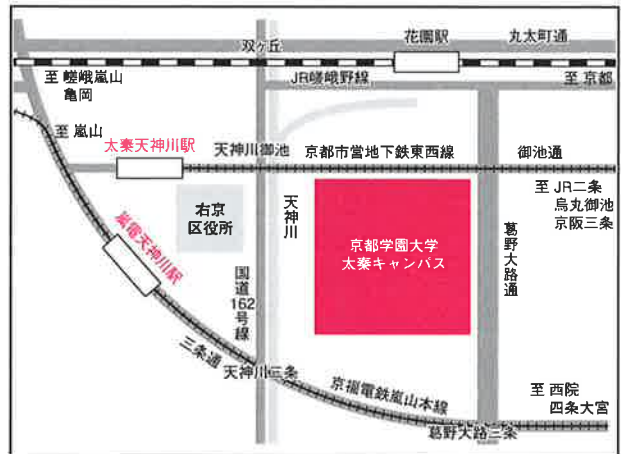 双ヶ丘
花園駅
丸太町通
至 嵯峨嵐山
亀岡
JR嵯峨野線
至 京都
至 嵐山
太秦天神川駅
天神川御池
京都市営地下鉄東西線
御池通
至 JR二条
烏丸御池
京阪三条
右京
区役所
天神川
京都学園大学
太秦キャンパス
葛野大路通
嵐電天神川駅
国道162号線
三条通
天神川三条
京福電鉄嵐山本線
至 西院
四条大宮
葛野大路三条